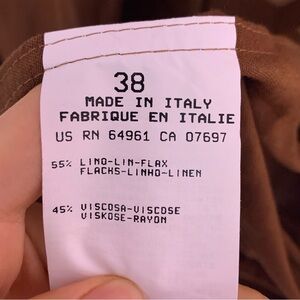 38
MADE IN ITALY
FABRIQUE EN ITALIE
US RN 64961 CA 07697
55% LINO-LIN-FLAX
FLACHS-LINHO-LINEN
45% VISCOSA-VISCOSE
VISKOSE-RAYON